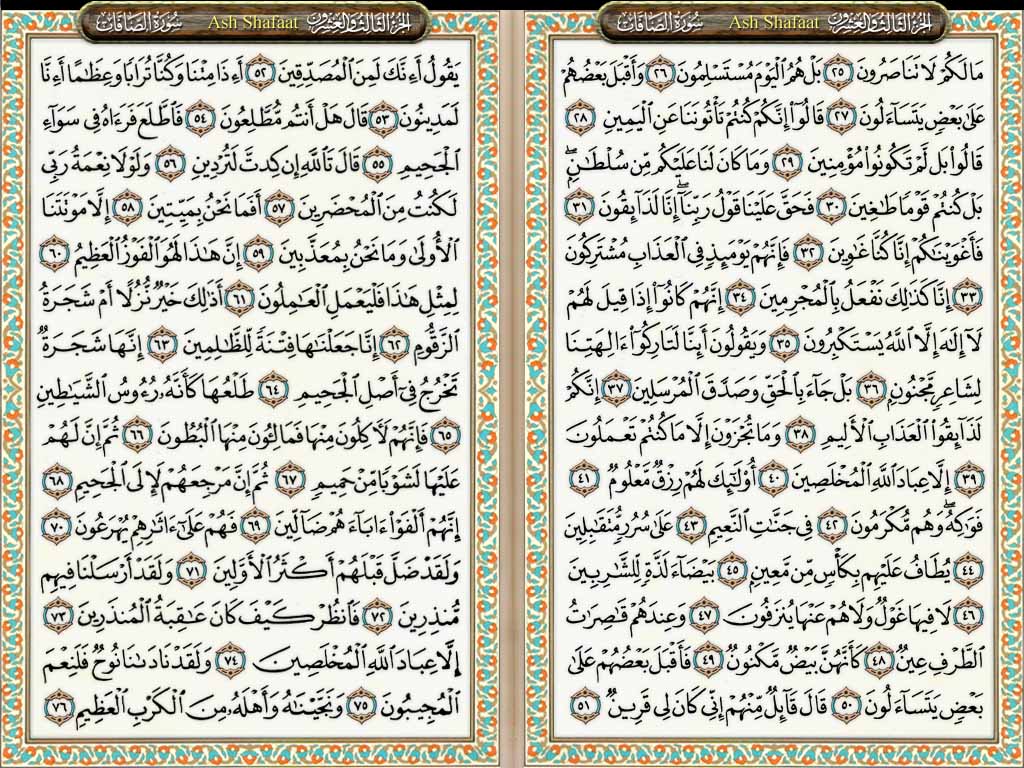 الجزء الثالث والعشرون Ash Shafaat سورة الصافات
مَا لَكُمْ لَا تَنَاصَرُونَ ٢٥ بَلْ هُمُ ٱلْيَوْمَ مُسْتَسْلِمُونَ ٢٦ وَأَقْبَلَ بَعْضُهُمْ
عَلَىٰ بَعْضٍ يَتَسَآءَلُونَ ٢٧ قَالُوٓا۟ إِنَّكُمْ كُنتُمْ تَأْتُونَنَا عَنِ ٱلْيَمِينِ ٢٨
قَالُوا۟ بَل لَّمْ تَكُونُوا۟ مُؤْمِنِينَ ٢٩ وَمَا كَانَ لَنَا عَلَيْكُم مِّن سُلْطَٰنٍۭ ۖ
بَلْ كُنتُمْ قَوْمًا طَٰغِينَ ٣٠ فَحَقَّ عَلَيْنَا قَوْلُ رَبِّنَآ ۖ إِنَّا لَذَآئِقُونَ ٣١
فَأَغْوَيْنَٰكُمْ إِنَّا كُنَّا غَٰوِينَ ٣٢ فَإِنَّهُمْ يَوْمَئِذٍ فِى ٱلْعَذَابِ مُشْتَرِكُونَ
٣٣ إِنَّا كَذَٰلِكَ نَفْعَلُ بِٱلْمُجْرِمِينَ ٣٤ إِنَّهُمْ كَانُوٓا۟ إِذَا قِيلَ لَهُمْ
لَآ إِلَٰهَ إِلَّا ٱللَّهُ يَسْتَكْبِرُونَ ٣٥ وَيَقُولُونَ أَئِنَّا لَتَارِكُوٓا۟ ءَالِهَتِنَا
لِشَاعِرٍ مَّجْنُونٍۭ ٣٦ بَلْ جَآءَ بِٱلْحَقِّ وَصَدَّقَ ٱلْمُرْسَلِينَ ٣٧ إِنَّكُمْ
لَذَآئِقُوا۟ ٱلْعَذَابِ ٱلْأَلِيمِ ٣٨ وَمَا تُجْزَوْنَ إِلَّا مَا كُنتُمْ تَعْمَلُونَ
٣٩ إِلَّا عِبَادَ ٱللَّهِ ٱلْمُخْلَصِينَ ٤٠ أُو۟لَٰٓئِكَ لَهُمْ رِزْقٌ مَّعْلُومٌ ٤١
فَوَٰكِهُ ۖ وَهُم مُّكْرَمُونَ ٤٢ فِى جَنَّٰتِ ٱلنَّعِيمِ ٤٣ عَلَىٰ سُرُرٍ مُّتَقَٰبِلِينَ
٤٤ يُطَافُ عَلَيْهِم بِكَأْسٍ مِّن مَّعِينٍۭ ٤٥ بَيْضَآءَ لَذَّةٍ لِّلشَّٰرِبِينَ
٤٦ لَا فِيهَا غَوْلٌ وَلَا هُمْ عَنْهَا يُنزَفُونَ ٤٧ وَعِندَهُمْ قَٰصِرَٰتُ
ٱلطَّرْفِ عِينٌ ٤٨ كَأَنَّهُنَّ بَيْضٌ مَّكْنُونٌ ٤٩ فَأَقْبَلَ بَعْضُهُمْ عَلَىٰ
بَعْضٍ يَتَسَآءَلُونَ ٥٠ قَالَ قَآئِلٌ مِّنْهُمْ إِنِّى كَانَ لِى قَرِينٌ ٥١
الجزء الثالث والعشرون Ash Shafaat سورة الصافات
يَقُولُ أَءِنَّكَ لَمِنَ ٱلْمُصَدِّقِينَ ٥٢ أَءِذَا مِتْنَا وَكُنَّا تُرَابًا وَعِظَٰمًا أَءِنَّا
لَمَدِينُونَ ٥٣ قَالَ هَلْ أَنتُم مُّطَّلِعُونَ ٥٤ فَٱطَّلَعَ فَرَءَاهُ فِى سَوَآءِ
ٱلْجَحِيمِ ٥٥ قَالَ تَٱللَّهِ إِن كِدتَّ لَتُرْدِينِ ٥٦ وَلَوْلَا نِعْمَةُ رَبِّى
لَكُنتُ مِنَ ٱلْمُحْضَرِينَ ٥٧ أَفَمَا نَحْنُ بِمَيِّتِينَ ٥٨ إِلَّا مَوْتَتَنَا
ٱلْأُولَىٰ وَمَا نَحْنُ بِمُعَذَّبِينَ ٥٩ إِنَّ هَٰذَا لَهُوَ ٱلْفَوْزُ ٱلْعَظِيمُ ٦٠
لِمِثْلِ هَٰذَا فَلْيَعْمَلِ ٱلْعَٰمِلُونَ ٦١ أَذَٰلِكَ خَيْرٌ نُّزُلًا أَمْ شَجَرَةُ
ٱلزَّقُّومِ ٦٢ إِنَّا جَعَلْنَٰهَا فِتْنَةً لِّلظَّٰلِمِينَ ٦٣ إِنَّهَا شَجَرَةٌ
تَخْرُجُ فِىٓ أَصْلِ ٱلْجَحِيمِ ٦٤ طَلْعُهَا كَأَنَّهُۥ رُءُوسُ ٱلشَّيَٰطِينِ
٦٥ فَإِنَّهُمْ لَءَاكِلُونَ مِنْهَا فَمَالِـُٔونَ مِنْهَا ٱلْبُطُونَ ٦٦ ثُمَّ إِنَّ لَهُمْ
عَلَيْهَا لَشَوْبًا مِّنْ حَمِيمٍ ٦٧ ثُمَّ إِنَّ مَرْجِعَهُمْ لَإِلَى ٱلْجَحِيمِ ٦٨
إِنَّهُمْ أَلْفَوْا۟ ءَابَآءَهُمْ ضَآلِّينَ ٦٩ فَهُمْ عَلَىٰٓ ءَاثَٰرِهِمْ يُهْرَعُونَ ٧٠
وَلَقَدْ ضَلَّ قَبْلَهُمْ أَكْثَرُ ٱلْأَوَّلِينَ ٧١ وَلَقَدْ أَرْسَلْنَا فِيهِم
مُّنذِرِينَ ٧٢ فَٱنظُرْ كَيْفَ كَانَ عَٰقِبَةُ ٱلْمُنذَرِينَ ٧٣
إِلَّا عِبَادَ ٱللَّهِ ٱلْمُخْلَصِينَ ٧٤ وَلَقَدْ نَادَىٰنَا نُوحٌ فَلَنِعْمَ
ٱلْمُجِيبُونَ ٧٥ وَنَجَّيْنَٰهُ وَأَهْلَهُۥ مِنَ ٱلْكَرْبِ ٱلْعَظِيمِ ٧٦